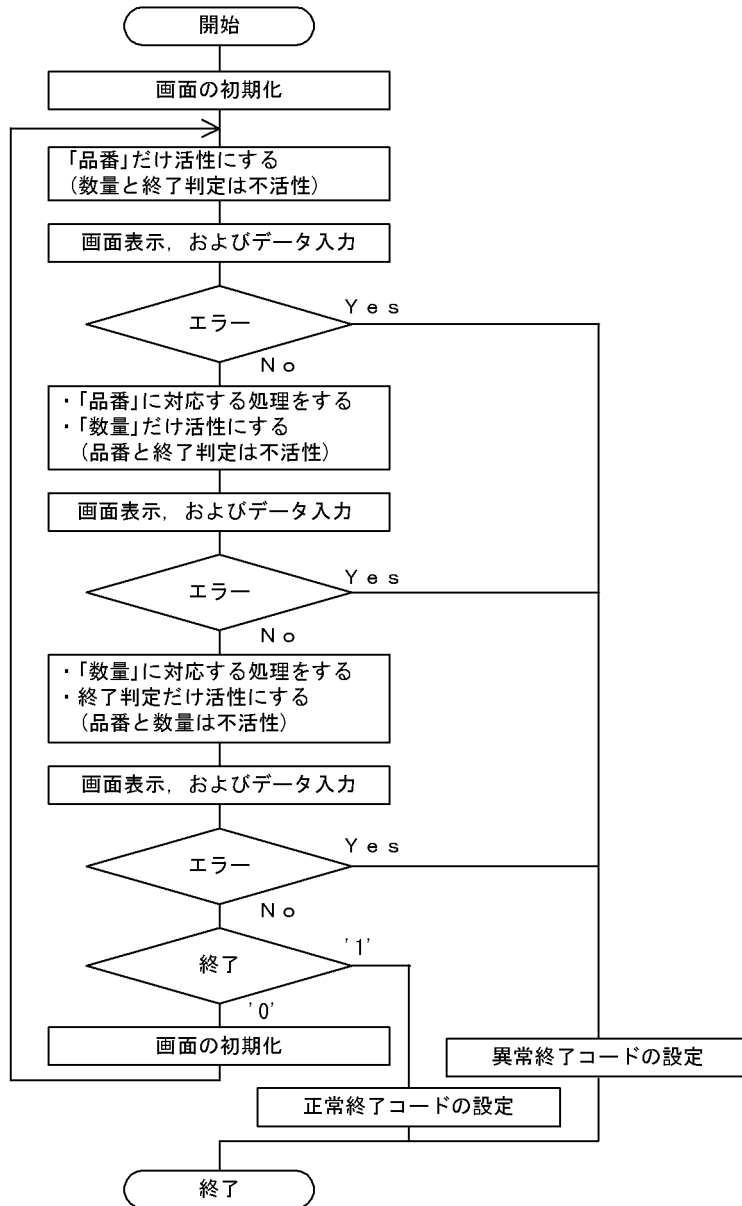 開始
画面の初期化
「品番」だけ活性にする
(数量と終了判定は不活性)
画面表示,およびデータ入力
エラー
Ｙｅｓ
Ｎｏ
・「品番」に対応する処理をする
・「数量」だけ活性にする
(品番と終了判定は不活性)
画面表示,およびデータ入力
エラー
Ｙｅｓ
Ｎｏ
・「数量」に対応する処理をする
・終了判定だけ活性にする
(品番と数量は不活性)
画面表示,およびデータ入力
エラー
Ｙｅｓ
Ｎｏ
終了
'1'
'0'
画面の初期化
異常終了コードの設定
正常終了コードの設定
終了